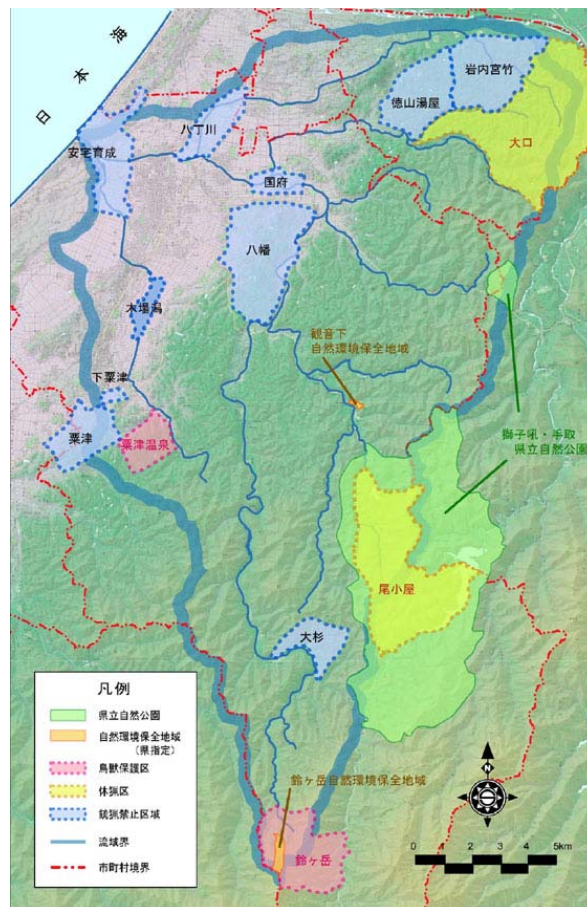 日本海
岩内宮竹
徳山湯屋
大口
八丁川
安宅育成
国府
八幡
木場潟
観音下
自然環境保全地域
下粟津
粟津
粟津温泉
獅子吼・手取
県立自然公園
尾小屋
大杉
凡例
県立自然公園
自然環境保全地域
(県指定)
鳥獣保護区
休猟区
銃猟禁止区域
流域界
市町村境界
鈴ヶ岳自然環境保全地域
鈴ヶ岳
N
0 1 2 3 4 5km